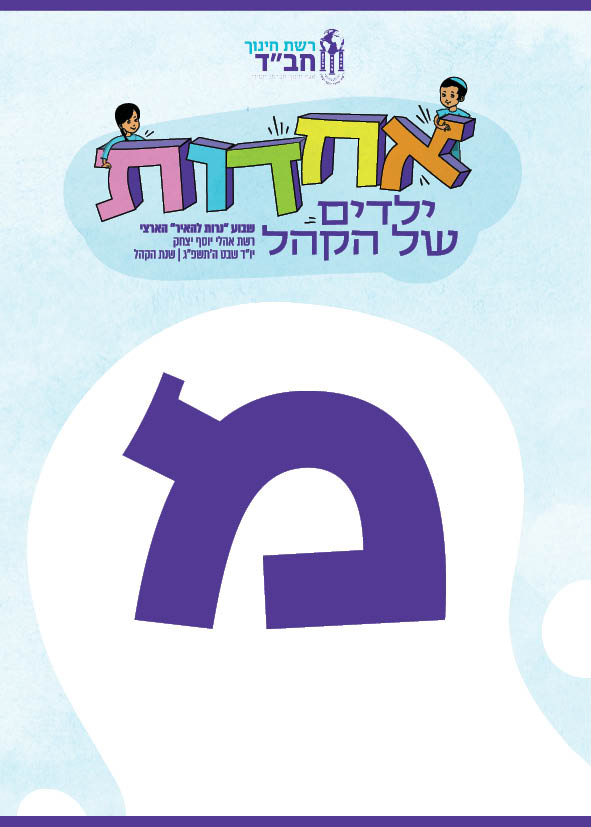 רשת חינוך
חב״ד
אחדות
ילדים
של הקהל
שבוע "נרות להאיר" הארצי
רשת אהלי יוסף יצחק
יו"ד שבט ה'תשפ"ג | שנת הקהל
מ